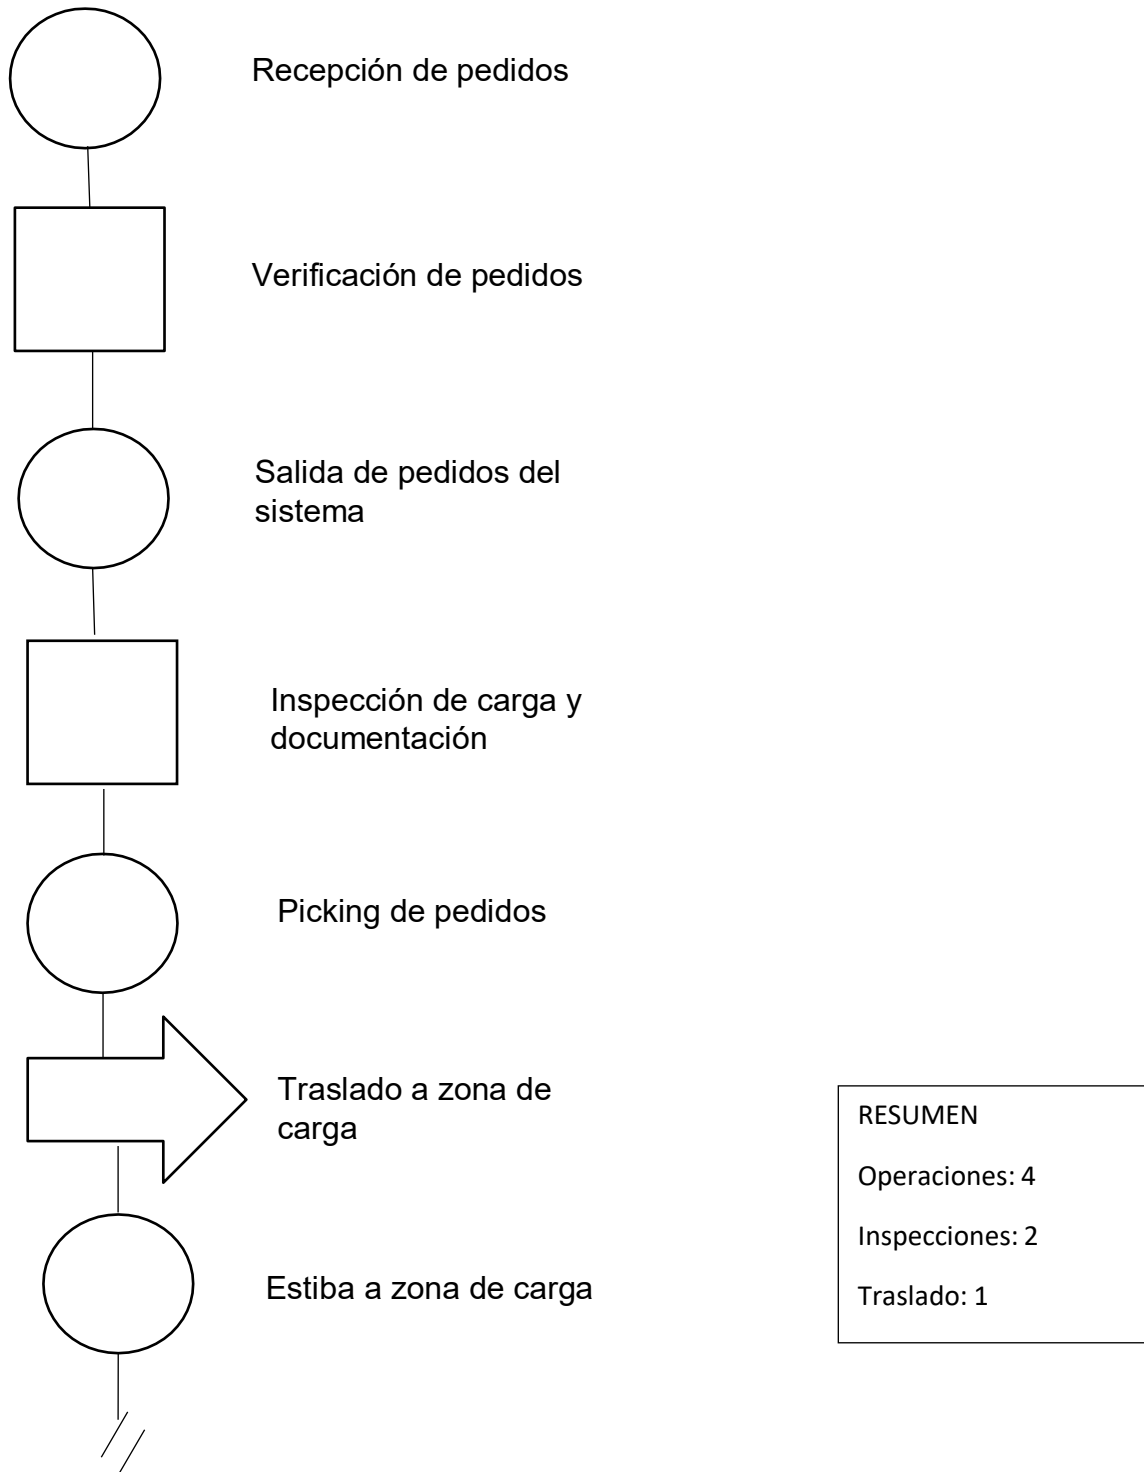 Recepción de pedidos
Verificación de pedidos
Salida de pedidos del
sistema
Inspección de carga y
documentación
Picking de pedidos
Traslado a zona de
carga
Estiba a zona de carga
RESUMEN
Operaciones: 4
Inspecciones: 2
Traslado: 1